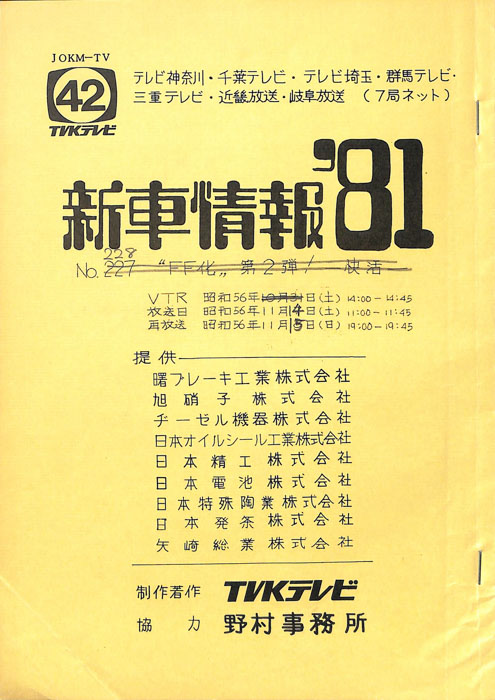 JOKM-TV
42
TVKテレビ
テレビ神奈川・千葉テレビ・テレビ埼玉・群馬テレビ・
三重テレビ・近畿放送・岐阜放送 (7局ネット)
新車情報'81
228
No.227 "FF化" 第2弾! 快活
VTR 昭和56年10月31日(土) 14:00-14:45
放送日 昭和56年11月14日(土) 11:00-11:45
再放送 昭和56年11月15日(日) 19:00-19:45
提供
曙ブレーキ工業株式会社
旭硝子株式会社
ヂーゼル機器株式会社
日本オイルシール工業株式会社
日本精工株式会社
日本電池株式会社
日本特殊陶業株式会社
日本発条株式会社
矢崎総業株式会社
制作著作 TVKテレビ
協力 野村事務所